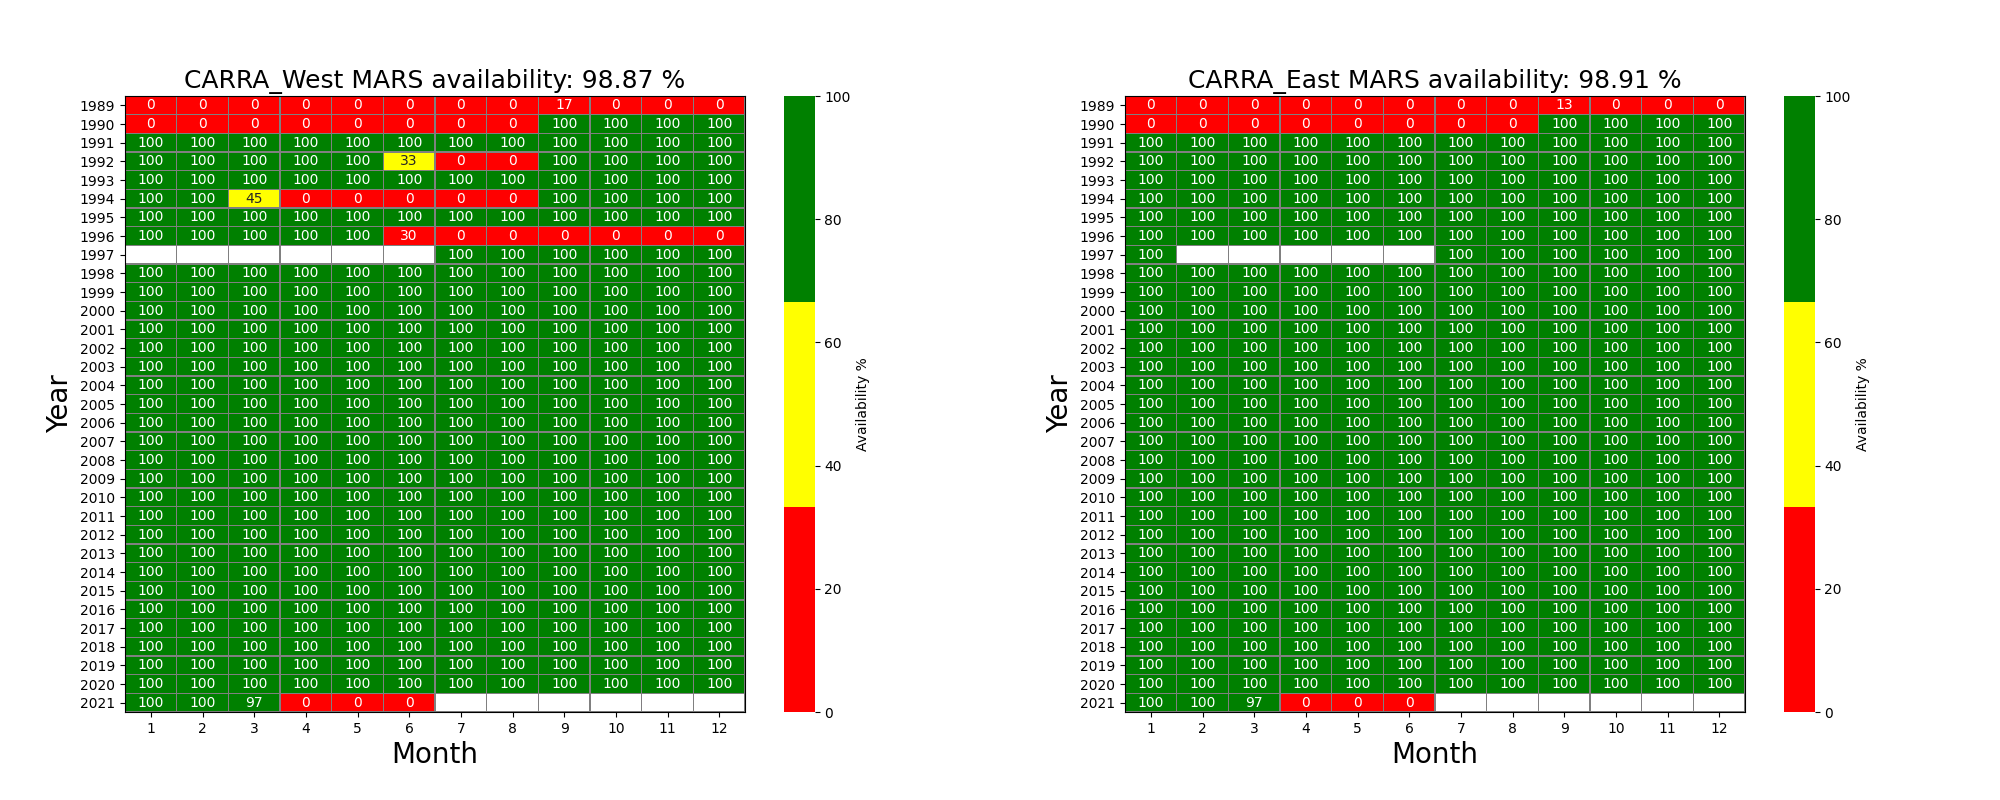 CARRA_West MARS availability: 98.87 %
1989 0 0 0 0 0 0 0 0 17 0 0 0
1990 0 0 0 0 0 0 0 0 100 100 100 100
1991 100 100 100 100 100 100 100 100 100 100 100 100
1992 100 100 100 100 100 33 0 0 100 100 100 100
1993 100 100 100 100 100 100 100 100 100 100 100 100
1994 100 100 45 0 0 0 0 0 100 100 100 100
1995 100 100 100 100 100 100 100 100 100 100 100 100
1996 100 100 100 100 100 30 0 0 0 0 0 0
1997 100 100 100 100 100 100
1998 100 100 100 100 100 100 100 100 100 100 100 100
1999 100 100 100 100 100 100 100 100 100 100 100 100
2000 100 100 100 100 100 100 100 100 100 100 100 100
2001 100 100 100 100 100 100 100 100 100 100 100 100
2002 100 100 100 100 100 100 100 100 100 100 100 100
2003 100 100 100 100 100 100 100 100 100 100 100 100
2004 100 100 100 100 100 100 100 100 100 100 100 100
2005 100 100 100 100 100 100 100 100 100 100 100 100
2006 100 100 100 100 100 100 100 100 100 100 100 100
2007 100 100 100 100 100 100 100 100 100 100 100 100
2008 100 100 100 100 100 100 100 100 100 100 100 100
2009 100 100 100 100 100 100 100 100 100 100 100 100
2010 100 100 100 100 100 100 100 100 100 100 100 100
2011 100 100 100 100 100 100 100 100 100 100 100 100
2012 100 100 100 100 100 100 100 100 100 100 100 100
2013 100 100 100 100 100 100 100 100 100 100 100 100
2014 100 100 100 100 100 100 100 100 100 100 100 100
2015 100 100 100 100 100 100 100 100 100 100 100 100
2016 100 100 100 100 100 100 100 100 100 100 100 100
2017 100 100 100 100 100 100 100 100 100 100 100 100
2018 100 100 100 100 100 100 100 100 100 100 100 100
2019 100 100 100 100 100 100 100 100 100 100 100 100
2020 100 100 100 100 100 100 100 100 100 100 100 100
2021 100 100 97 0 0 0
1 2 3 4 5 6 7 8 9 10 11 12
Month
Year
100
80
60
40
20
0
Availability %
CARRA_East MARS availability: 98.91 %
1989 0 0 0 0 0 0 0 0 13 0 0 0
1990 0 0 0 0 0 0 0 0 100 100 100 100
1991 100 100 100 100 100 100 100 100 100 100 100 100
1992 100 100 100 100 100 100 100 100 100 100 100 100
1993 100 100 100 100 100 100 100 100 100 100 100 100
1994 100 100 100 100 100 100 100 100 100 100 100 100
1995 100 100 100 100 100 100 100 100 100 100 100 100
1996 100 100 100 100 100 100 100 100 100 100 100 100
1997 100 100 100 100 100 100 100
1998 100 100 100 100 100 100 100 100 100 100 100 100
1999 100 100 100 100 100 100 100 100 100 100 100 100
2000 100 100 100 100 100 100 100 100 100 100 100 100
2001 100 100 100 100 100 100 100 100 100 100 100 100
2002 100 100 100 100 100 100 100 100 100 100 100 100
2003 100 100 100 100 100 100 100 100 100 100 100 100
2004 100 100 100 100 100 100 100 100 100 100 100 100
2005 100 100 100 100 100 100 100 100 100 100 100 100
2006 100 100 100 100 100 100 100 100 100 100 100 100
2007 100 100 100 100 100 100 100 100 100 100 100 100
2008 100 100 100 100 100 100 100 100 100 100 100 100
2009 100 100 100 100 100 100 100 100 100 100 100 100
2010 100 100 100 100 100 100 100 100 100 100 100 100
2011 100 100 100 100 100 100 100 100 100 100 100 100
2012 100 100 100 100 100 100 100 100 100 100 100 100
2013 100 100 100 100 100 100 100 100 100 100 100 100
2014 100 100 100 100 100 100 100 100 100 100 100 100
2015 100 100 100 100 100 100 100 100 100 100 100 100
2016 100 100 100 100 100 100 100 100 100 100 100 100
2017 100 100 100 100 100 100 100 100 100 100 100 100
2018 100 100 100 100 100 100 100 100 100 100 100 100
2019 100 100 100 100 100 100 100 100 100 100 100 100
2020 100 100 100 100 100 100 100 100 100 100 100 100
2021 100 100 97 0 0 0
1 2 3 4 5 6 7 8 9 10 11 12
Month
Year
100
80
60
40
20
0
Availability %